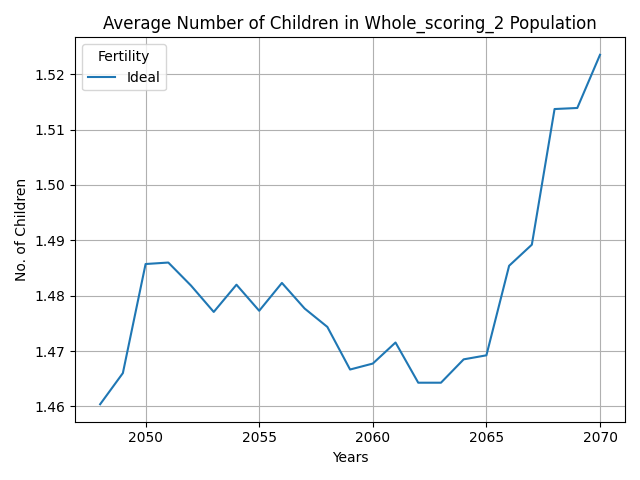 Average Number of Children in Whole_scoring_2 Population
Fertility
Ideal
1.52
1.51
1.50
1.49
1.48
1.47
1.46
No. of Children
2050
2055
2060
2065
2070
Years